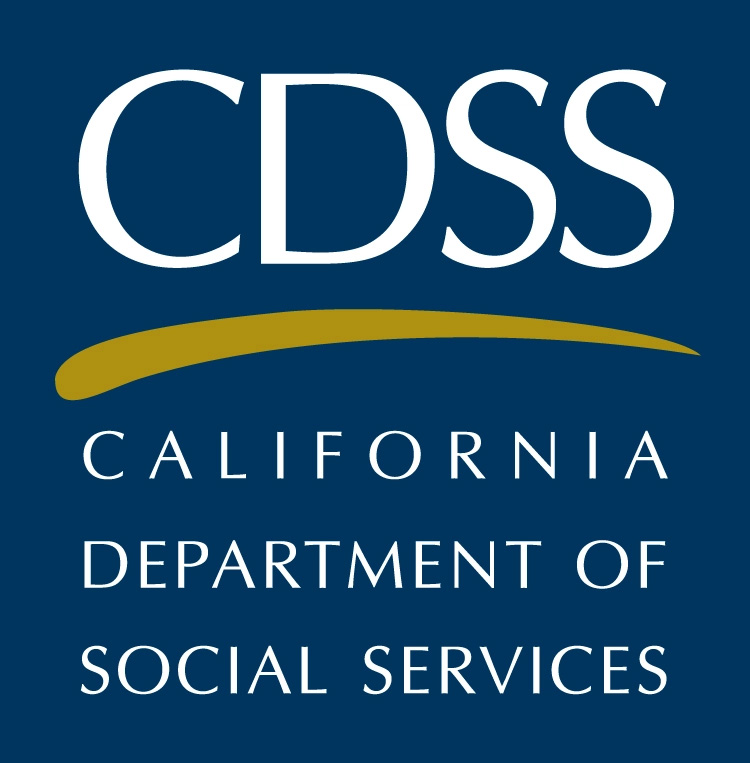 CDSS
CALIFORNIA
DEPARTMENT OF
SOCIAL SERVICES